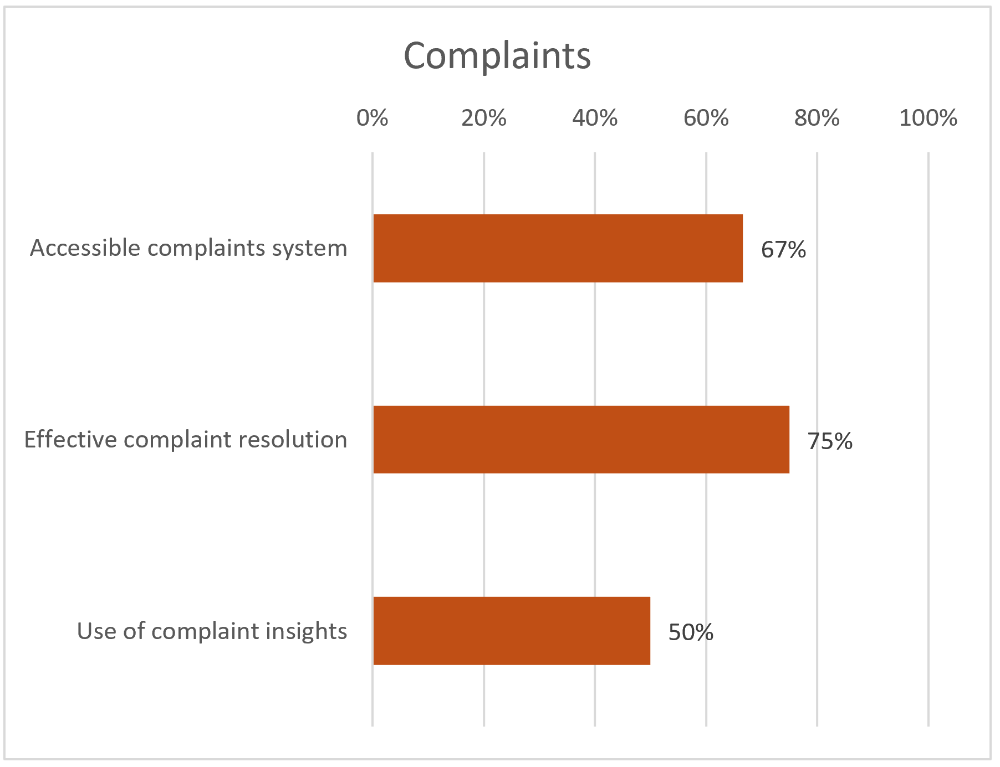 Complaints
0% 20% 40% 60% 80% 100%
Accessible complaints system 67%
Effective complaint resolution 75%
Use of complaint insights 50%